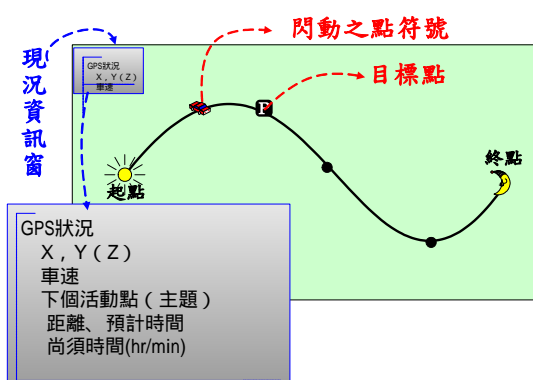 閃動之點符號
目標點
現況資訊窗
GPS狀況
X , Y ( Z )
車速
P
起點
終點
GPS狀況
X , Y ( Z )
車速
下個活動點 ( 主題 )
距離、預計時間
尚須時間(hr/min)